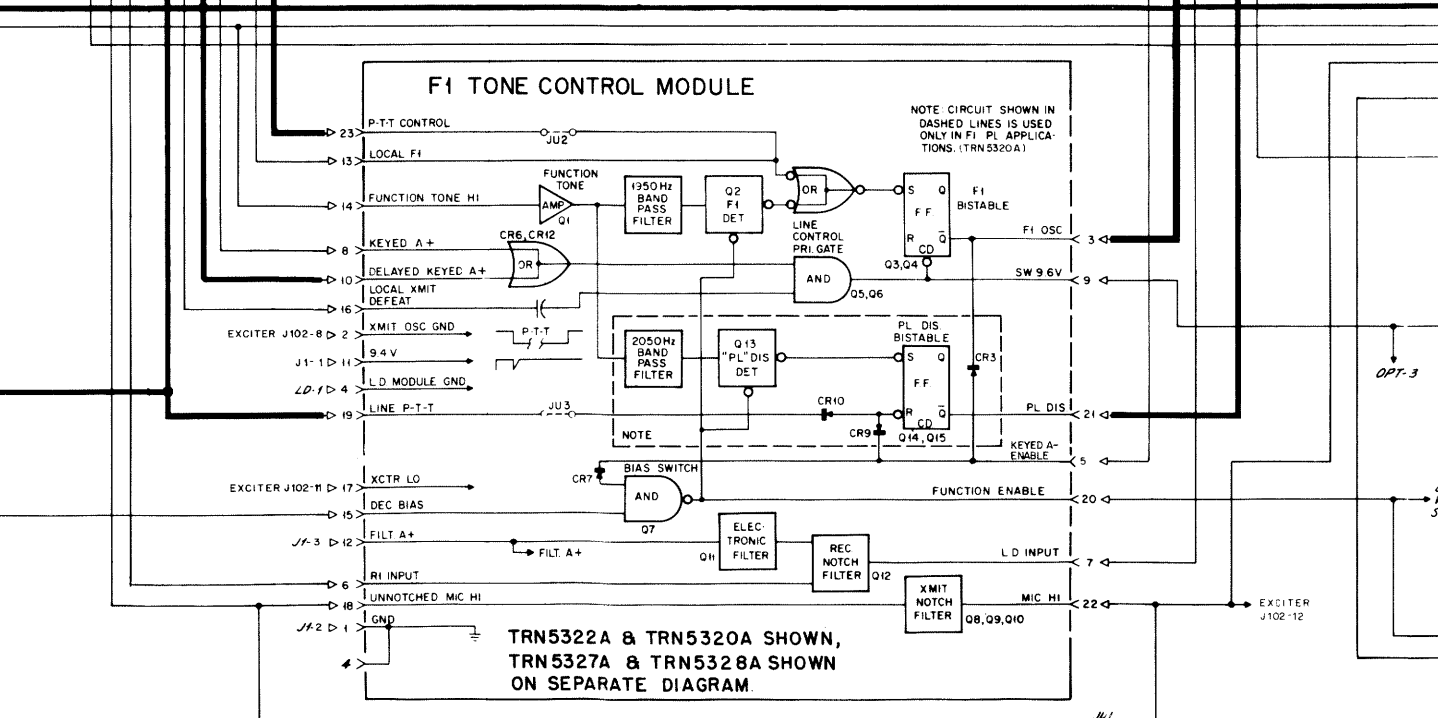 F1 TONE CONTROL MODULE
NOTE: CIRCUIT SHOWN IN
DASHED LINES IS USED
ONLY IN F1 PL APPLICA-
TIONS. (TRN5320A)
23 P-T-T CONTROL
JU2
13 LOCAL F1
FUNCTION
TONE
14 FUNCTION TONE HI
AMP
Q1
1950 Hz
BAND
PASS
FILTER
Q2
F1
DET
OR
LINE
CONTROL
PRI. GATE
S Q
F.F.
R Q
CD
F1
BISTABLE
Q3,Q4
F1 OSC 3
8 KEYED A+
CR6, CR12
OR
10 DELAYED KEYED A+
AND
Q5,Q6
SW 9.6V 9
16 LOCAL XMIT
DEFEAT
EXCITER J102-8 2 XMIT OSC GND
P-T-T
J1-1 11 9.4V
LD-1 4 L D MODULE GND
2050Hz
BAND
PASS
FILTER
Q13
"PL" DIS
DET
PL DIS.
BISTABLE
S Q
F.F.
R Q
CD
Q14, Q15
CR3
OPT-3
19 LINE P-T-T
JU3
CR10
CR9
PL DIS 21
NOTE
KEYED A-
ENABLE 5
BIAS SWITCH
CR7
AND
Q7
EXCITER J102-11 17 XCTR LO
FUNCTION ENABLE 20
15 DEC BIAS
J1-3 12 FILT A+
FILT. A+
ELEC-
TRONIC
FILTER
Q11
REC
NOTCH
FILTER
Q12
L D INPUT 7
6 R1 INPUT
18 UNNOTCHED MIC HI
XMIT
NOTCH
FILTER
Q8,Q9,Q10
MIC HI 22
EXCITER
J102-12
J1-2 1 GND
4
TRN5322A & TRN5320A SHOWN,
TRN5327A & TRN5328A SHOWN
ON SEPARATE DIAGRAM.